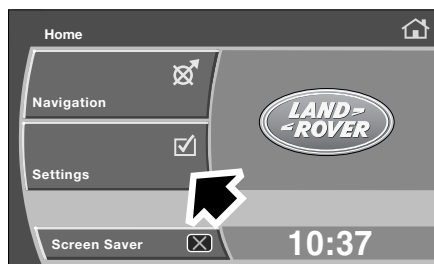 Home
Navigation
LAND-
-ROVER
Settings
Screen Saver
10:37